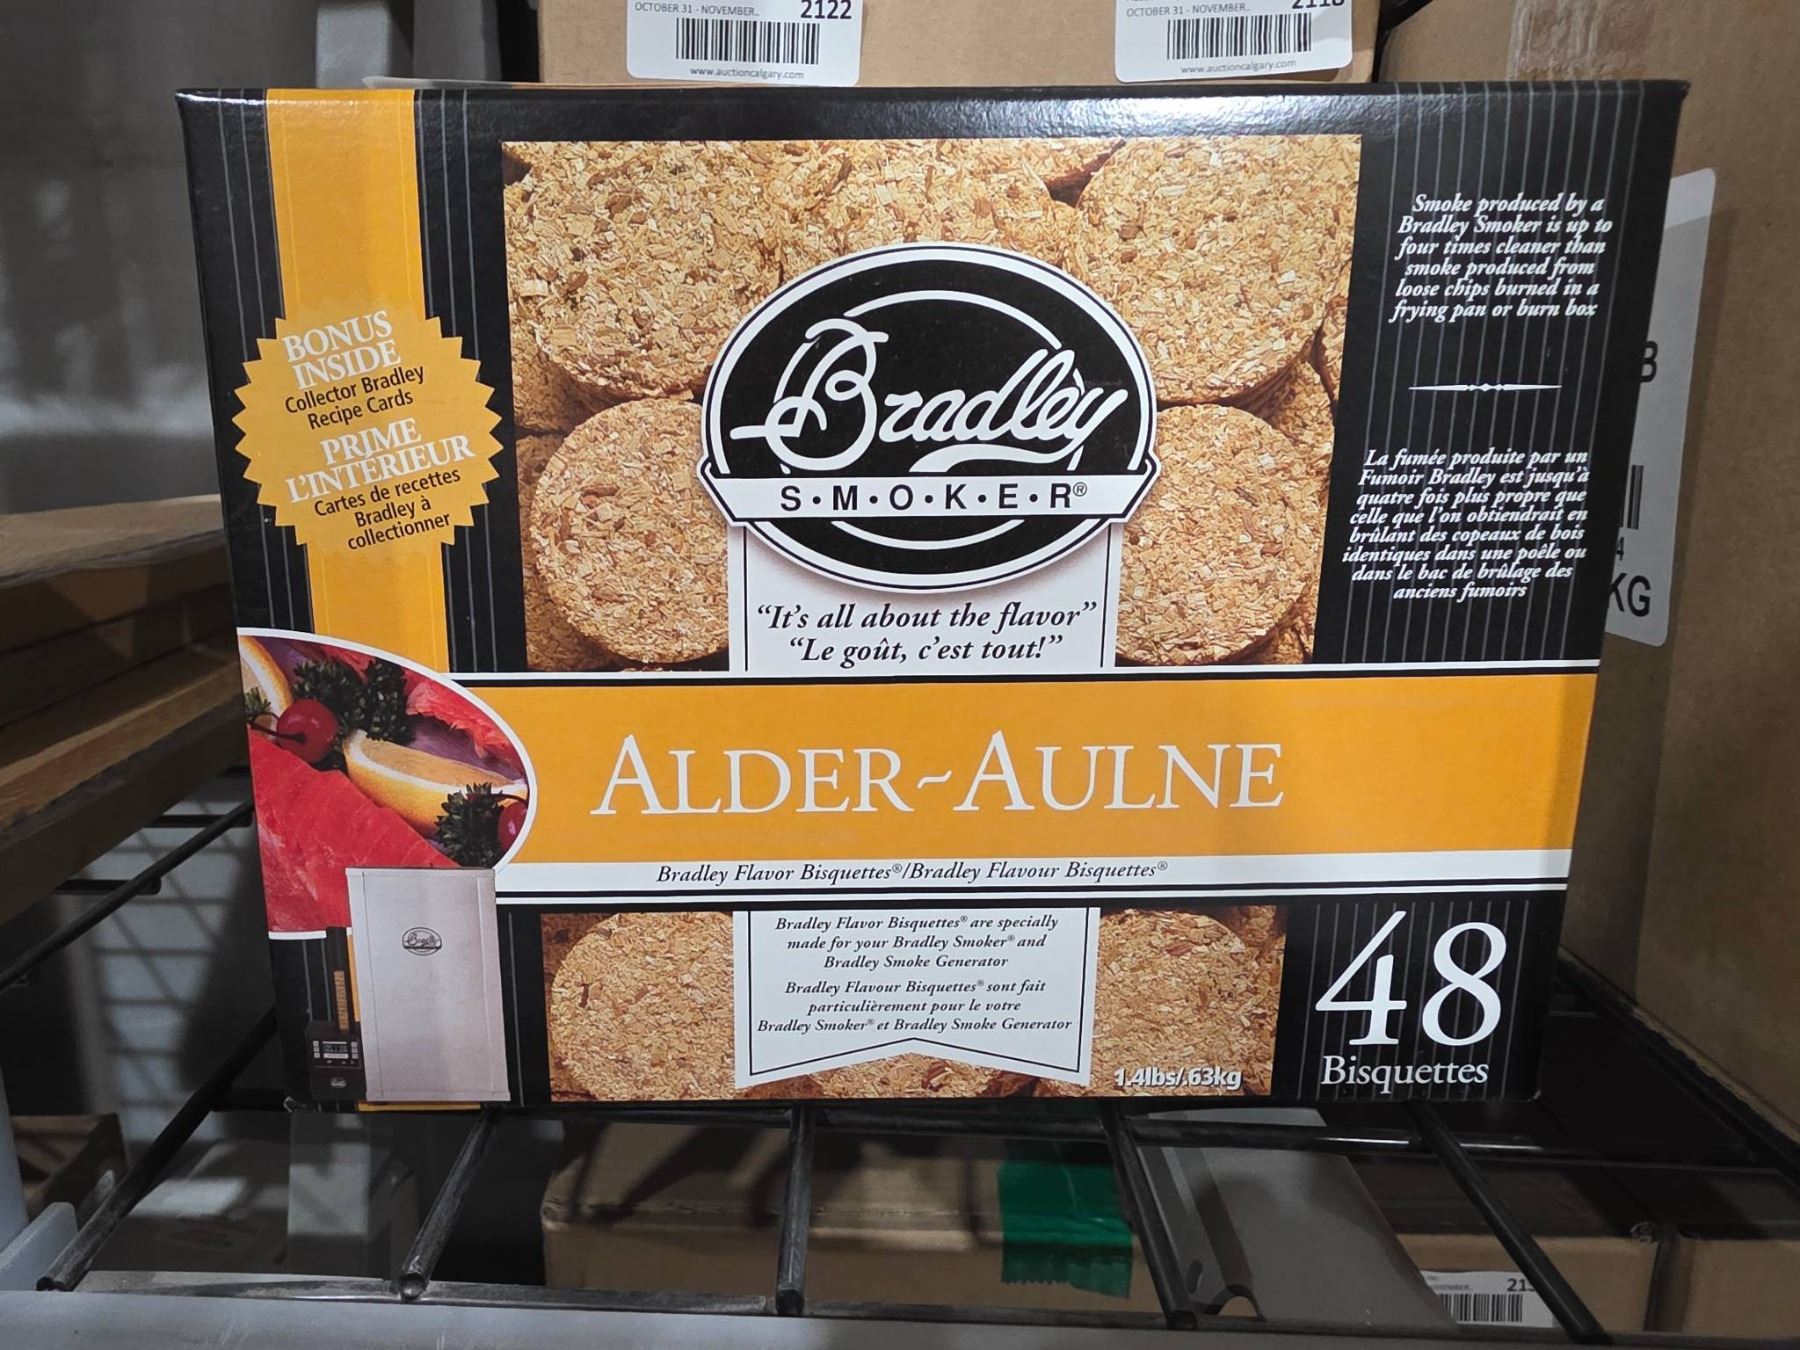 OCTOBER 31 - NOVEMBER..
2122
www.auctioncalgary.com
OCTOBER 31 - NOVEMBER..
www.auctioncalgary.com
BONUS
INSIDE
Collector Bradley
Recipe Cards
PRIME
L'INTÉRIEUR
Cartes de recettes
Bradley à
collectionner
Bradley
S•M•O•K•E•R®
"It's all about the flavor"
"Le goût, c'est tout!"
Smoke produced by a
Bradley Smoker is up to
four times cleaner than
smoke produced from
loose chips burned in a
frying pan or burn box
La fumée produite par un
Fumoir Bradley est jusqu'à
quatre fois plus propre que
celle que l'on obtiendrait en
brûlant des copeaux de bois
identiques dans une poêle ou
dans le bac de brûlage des
anciens fumoirs
B
4
KG
ALDER~AULNE
Bradley Flavor Bisquettes®/Bradley Flavour Bisquettes®
Bradley
Bradley Flavor Bisquettes® are specially
made for your Bradley Smoker® and
Bradley Smoke Generator
Bradley Flavour Bisquettes® sont fait
particulièrement pour le votre
Bradley Smoker® et Bradley Smoke Generator
1.4lbs/.63kg
48
Bisquettes